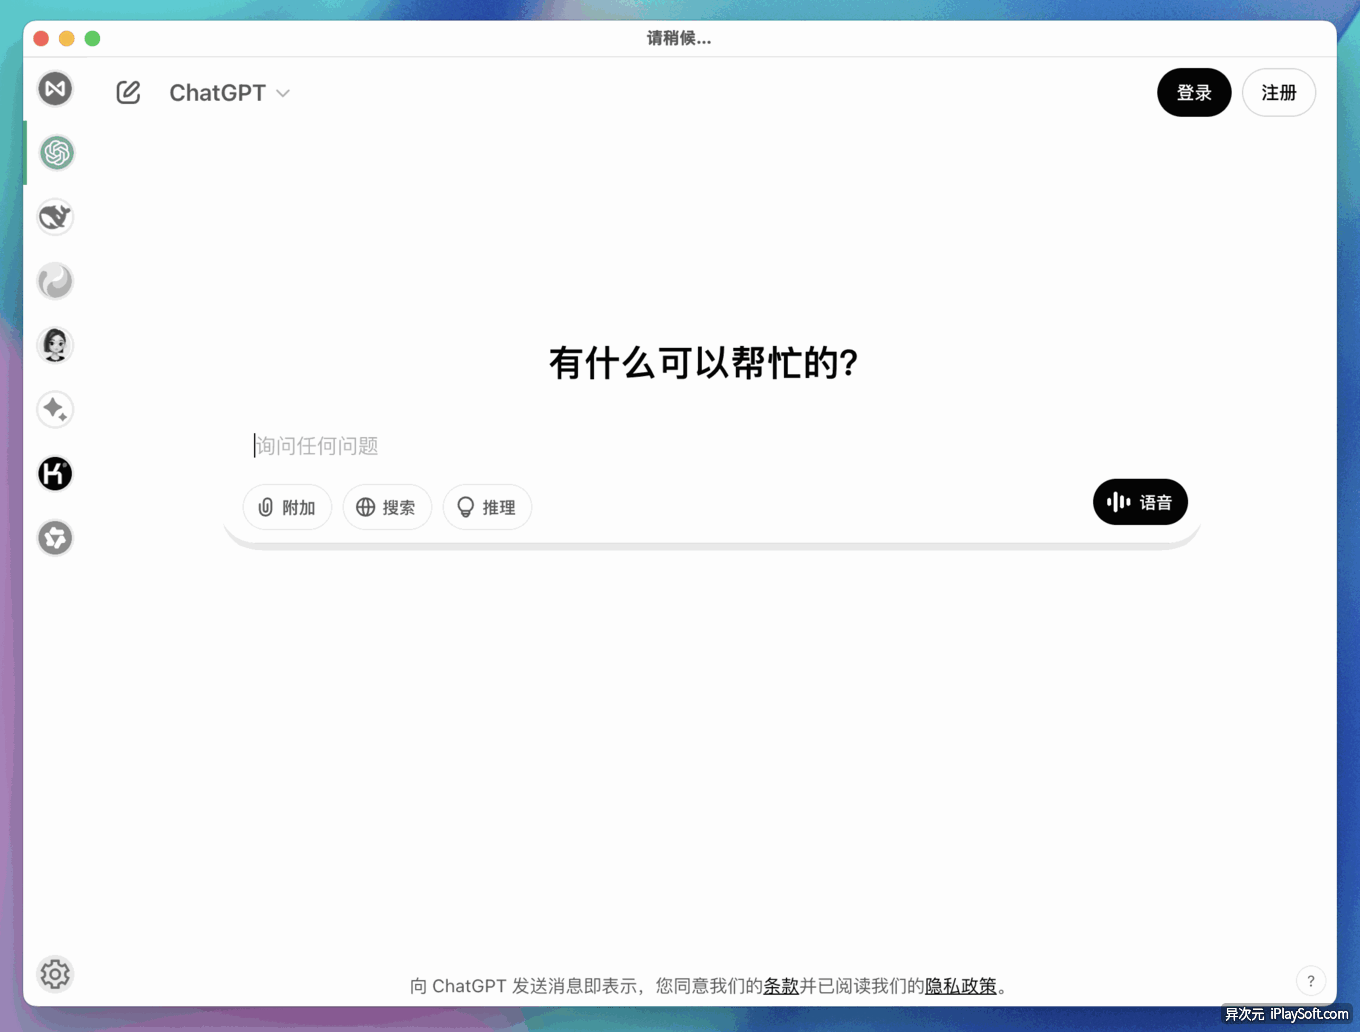 请稍候...
ChatGPT
登录
注册
有什么可以帮忙的?
询问任何问题
附加
搜索
推理
语音
向 ChatGPT 发送消息即表示，您同意我们的条款并已阅读我们的隐私政策。
?
异次元 iPlaySoft.com